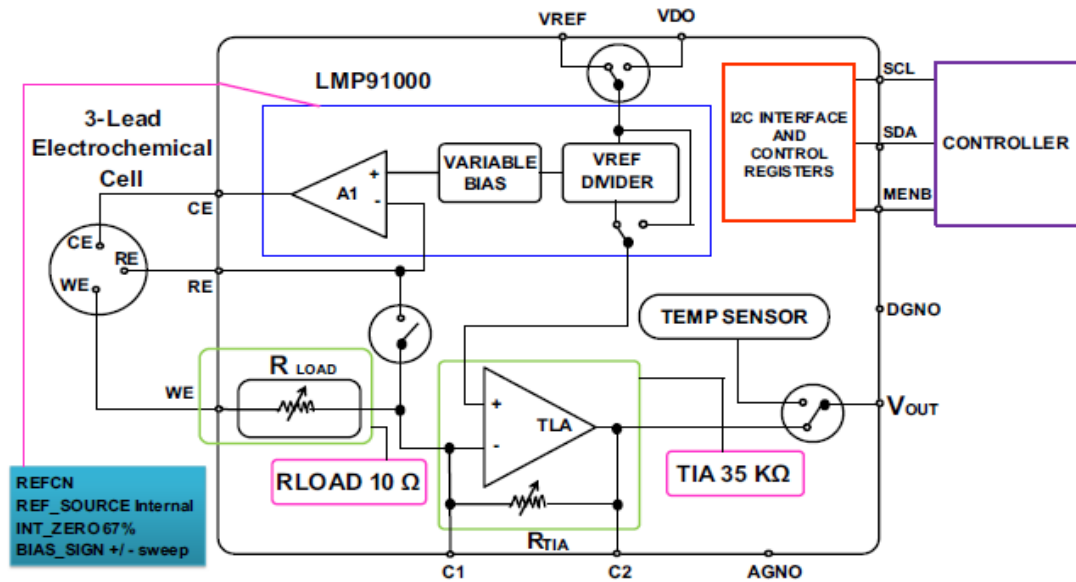 VREF
VDO
LMP91000
3-Lead
Electrochemical
Cell
CE
CE
RE
WE
RE
A1
+
-
VARIABLE
BIAS
VREF
DIVIDER
I2C INTERFACE
AND
CONTROL
REGISTERS
SCL
SDA
MENB
CONTROLLER
DGNO
TEMP SENSOR
R LOAD
WE
+
-
TLA
VOUT
RLOAD 10 Ω
TIA 35 KΩ
RTIA
REFCN
REF_SOURCE Internal
INT_ZERO 67%
BIAS_SIGN +/- sweep
C1
C2
AGNO